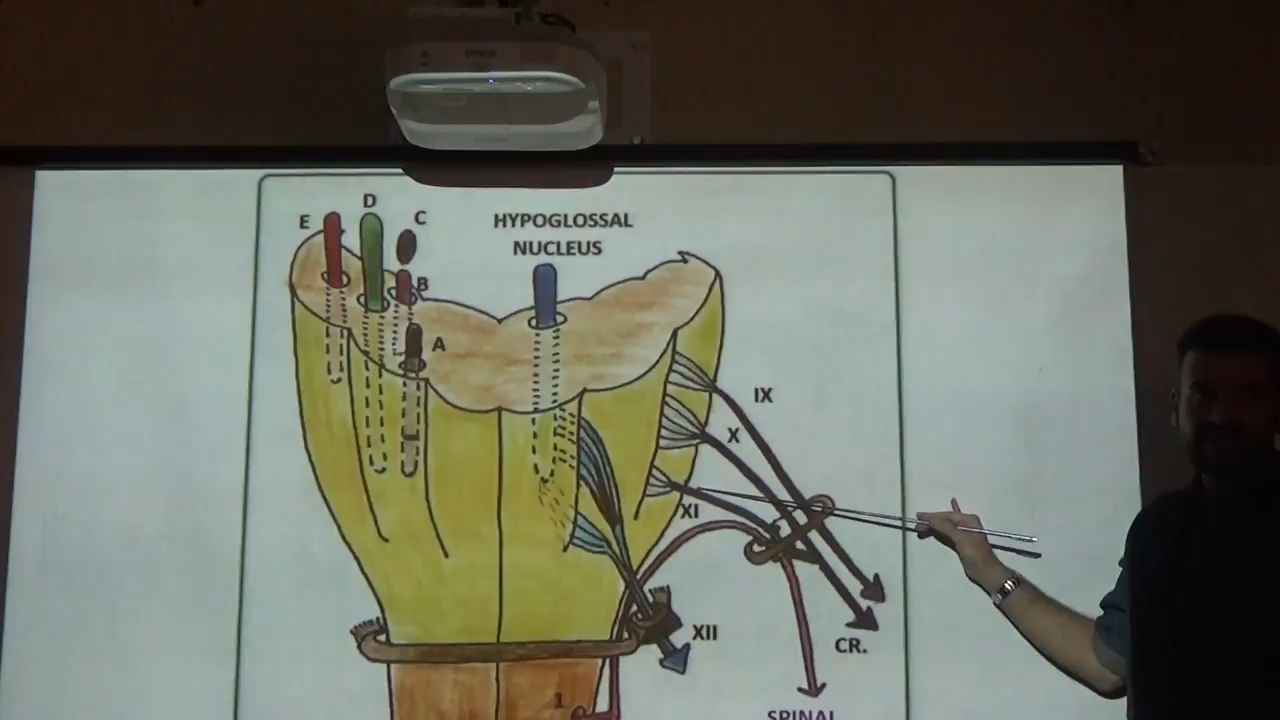 D
E
C
HYPOGLOSSAL
NUCLEUS
B
A
IX
X
XI
XII
CR.
1
SPINAL